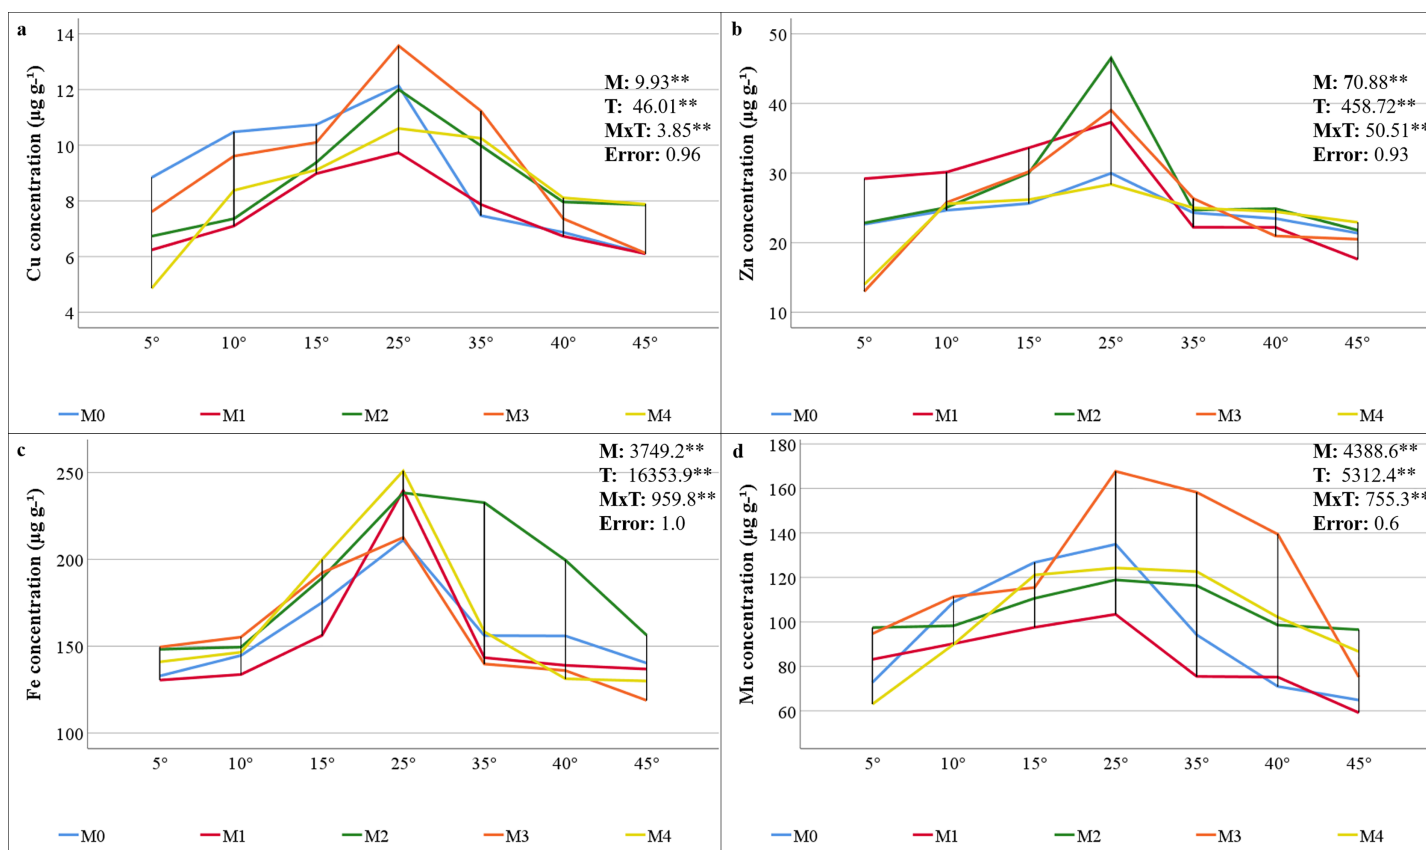 a
Cu concentration (µg g-¹)
14
12
10
8
6
4
M: 9.93**
T: 46.01**
MxT: 3.85**
Error: 0.96
5° 10° 15° 25° 35° 40° 45°
M0 M1 M2 M3 M4
b
Zn concentration (µg g-¹)
50
40
30
20
10
M: 70.88**
T: 458.72**
MxT: 50.51**
Error: 0.93
5° 10° 15° 25° 35° 40° 45°
M0 M1 M2 M3 M4
c
Fe concentration (µg g-¹)
250
200
150
100
M: 3749.2**
T: 16353.9**
MxT: 959.8**
Error: 1.0
5° 10° 15° 25° 35° 40° 45°
M0 M1 M2 M3 M4
d
Mn concentration (µg g-¹)
180
160
140
120
100
80
60
M: 4388.6**
T: 5312.4**
MxT: 755.3**
Error: 0.6
5° 10° 15° 25° 35° 40° 45°
M0 M1 M2 M3 M4